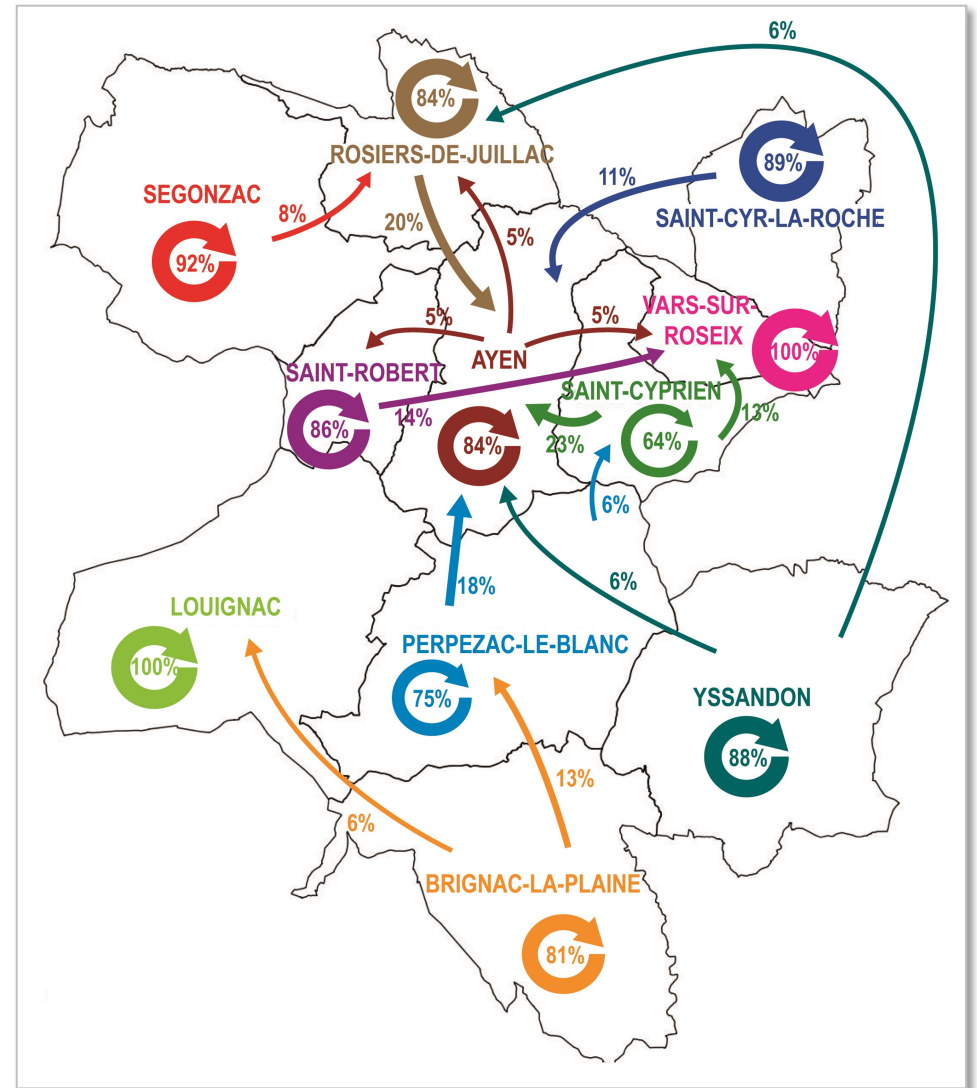 6%
84%
ROSIERS-DE-JUILLAC
89%
11%
SAINT-CYR-LA-ROCHE
SEGONZAC
8%
92%
20%
5%
5%
5%
VARS-SUR-
ROSEIX
100%
AYEN
SAINT-ROBERT
86%
14%
84%
SAINT-CYPRIEN
23%
64%
13%
6%
18%
6%
LOUIGNAC
100%
PERPEZAC-LE-BLANC
75%
YSSANDON
88%
13%
6%
BRIGNAC-LA-PLAINE
81%